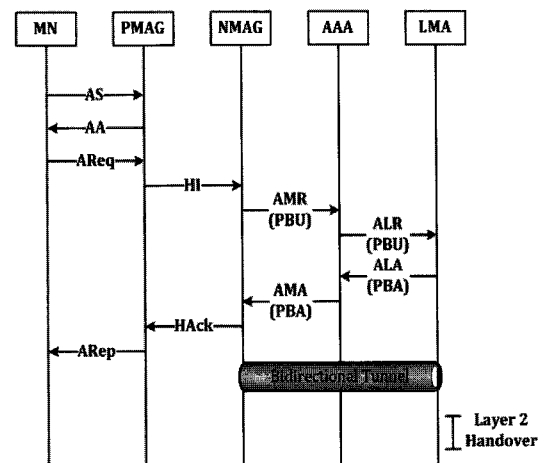 MN PMAG NMAG AAA LMA
AS
AA
AReq
HI
AMR
(PBU)
ALR
(PBU)
ALA
(PBA)
AMA
(PBA)
HAck
ARep
Bidirectional Tunnel
Layer 2
Handover